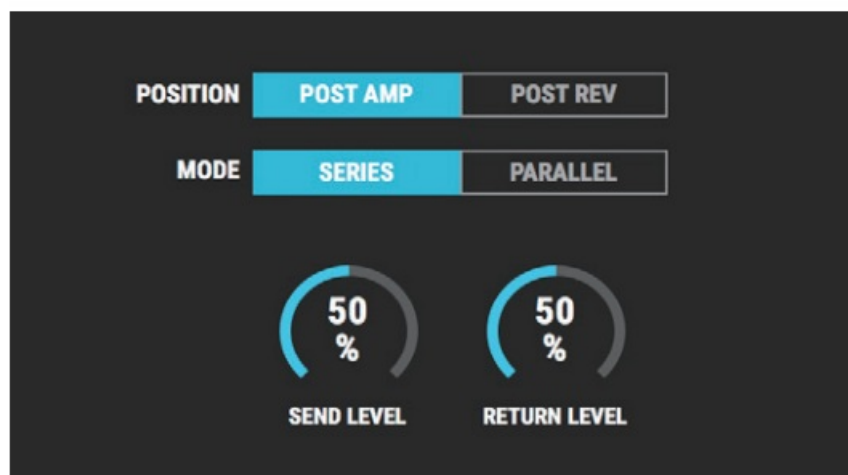 POSITION POST AMP POST REV
MODE SERIES PARALLEL
50 50
% %
SEND LEVEL RETURN LEVEL